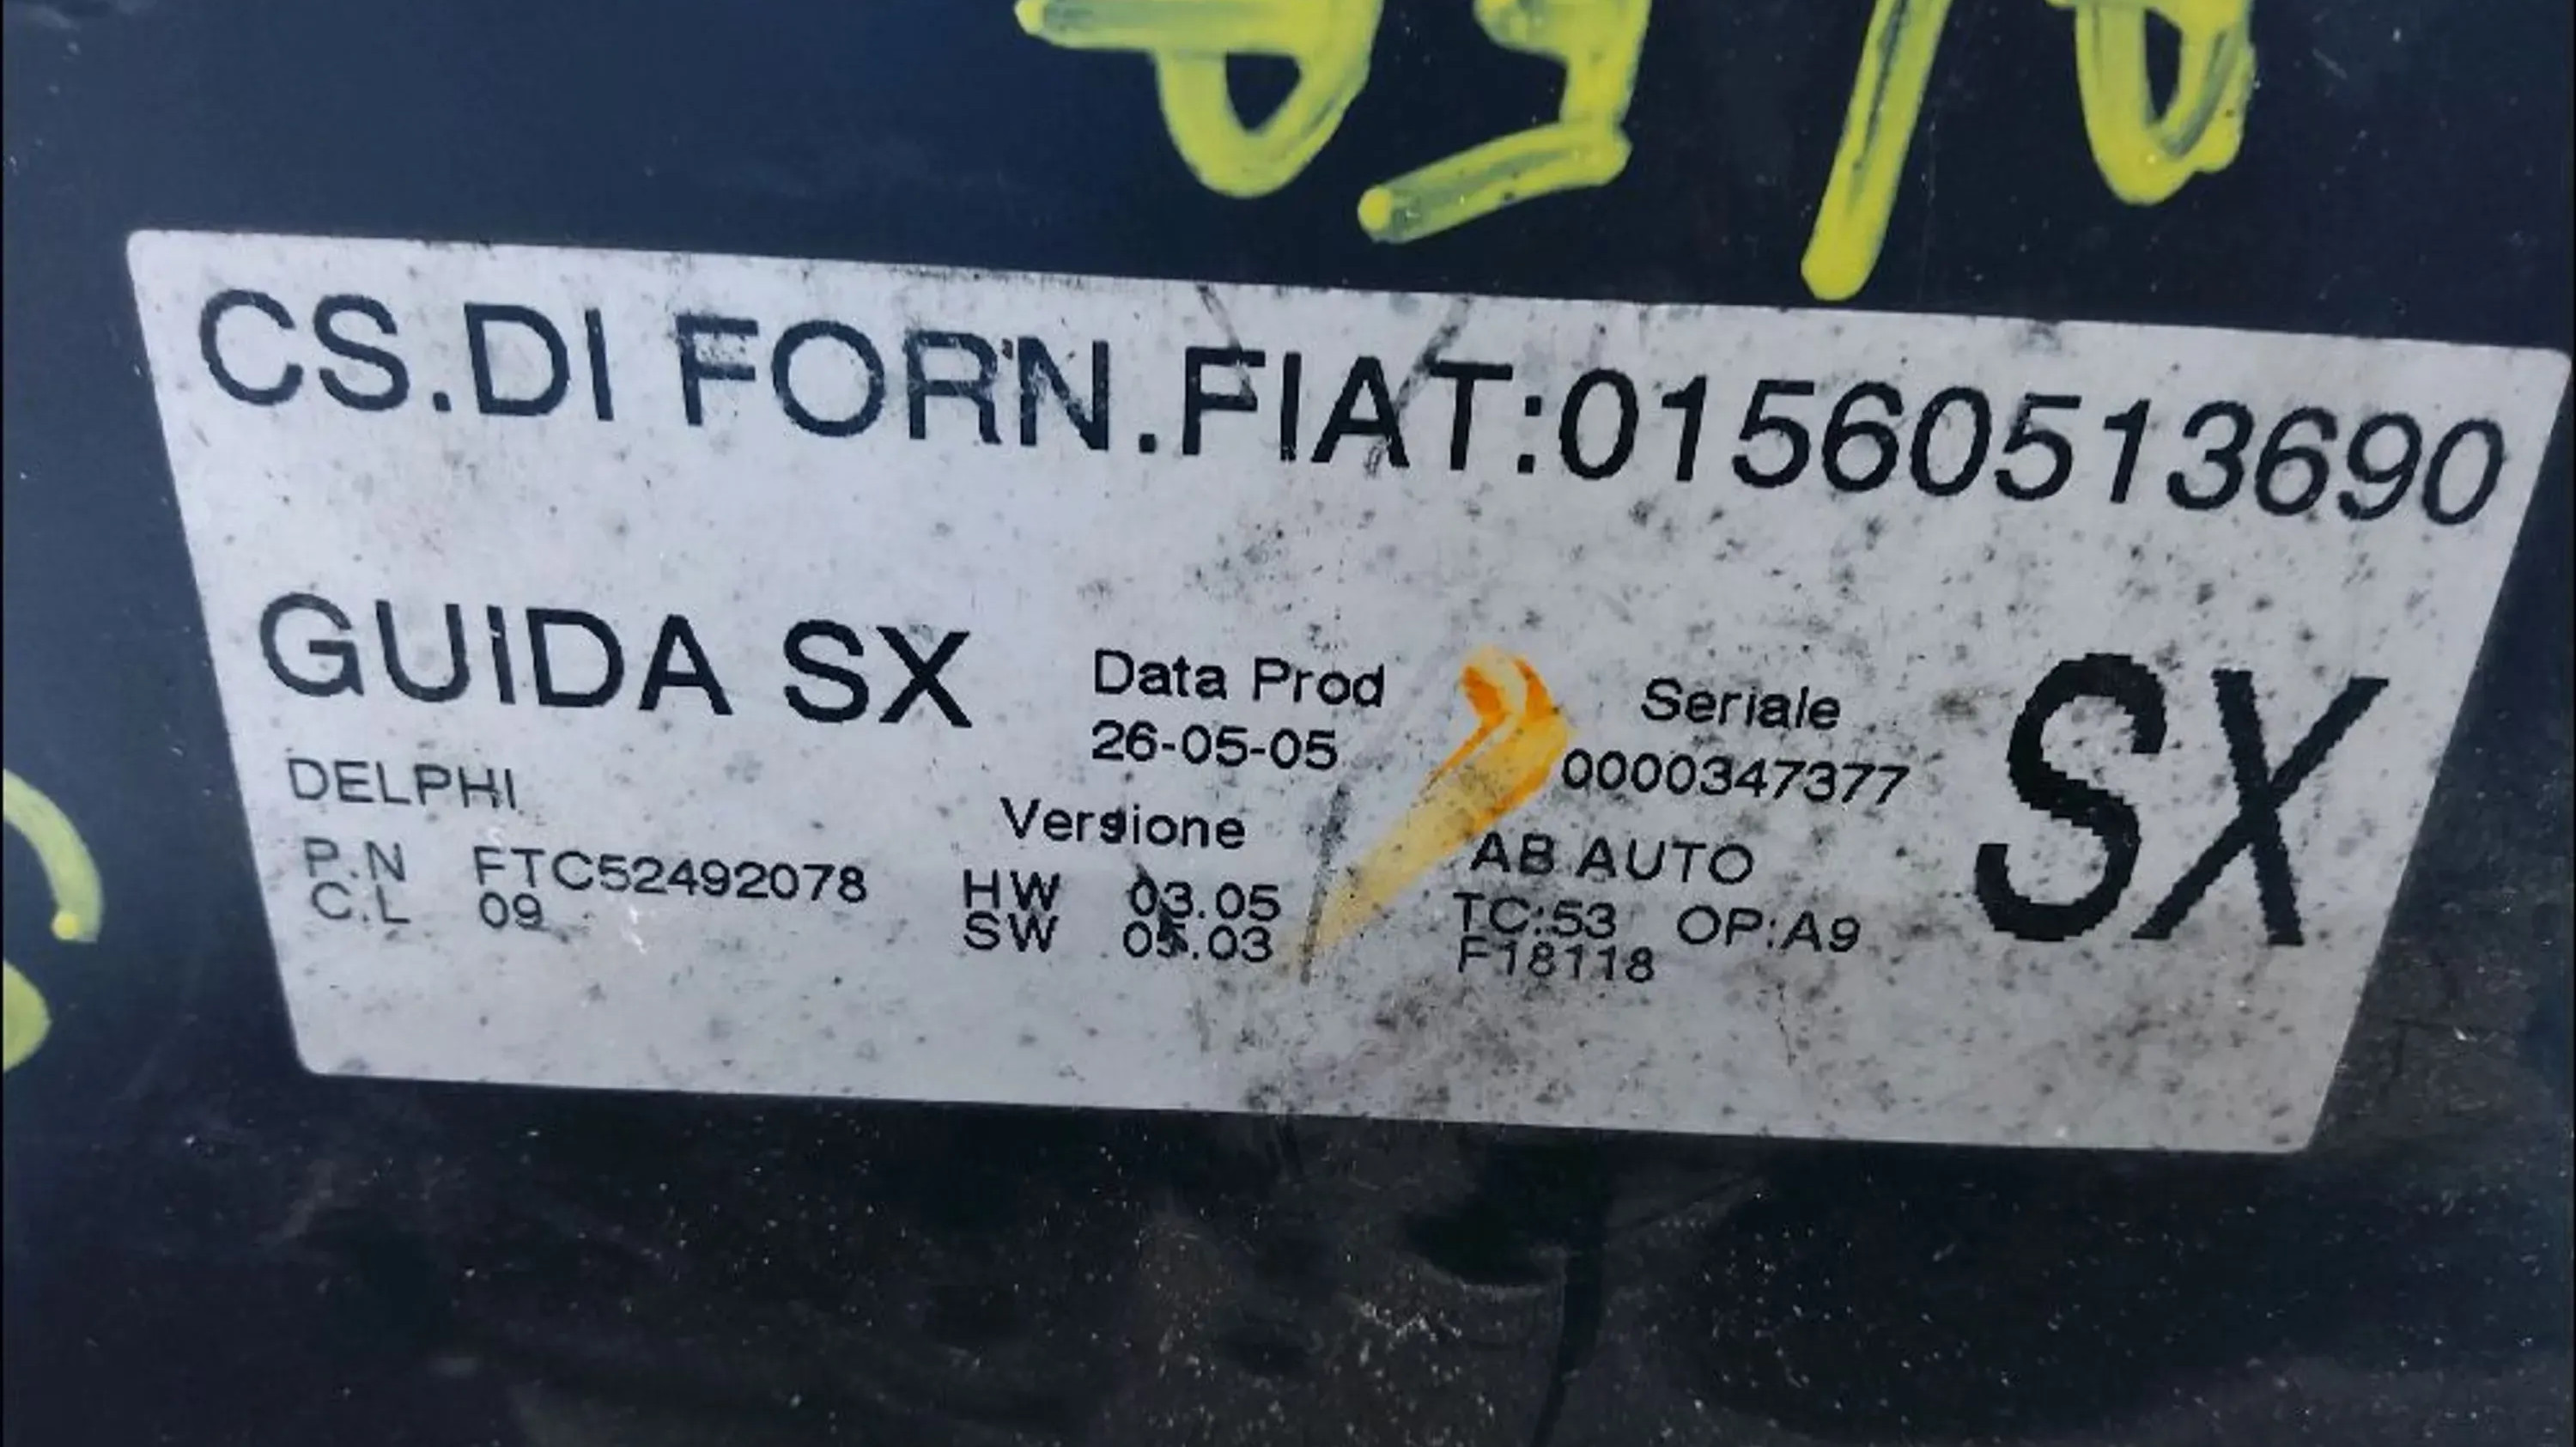 CS.DI FORN.FIAT:01560513690
GUIDA SX
Data Prod
26-05-05
Seriale
0000347377
SX
DELPHI
P.N FTC52492078
C.L 09
Versione
HW 03.05
SW 05.03
AB AUTO
TC:53 OP:A9
F18118